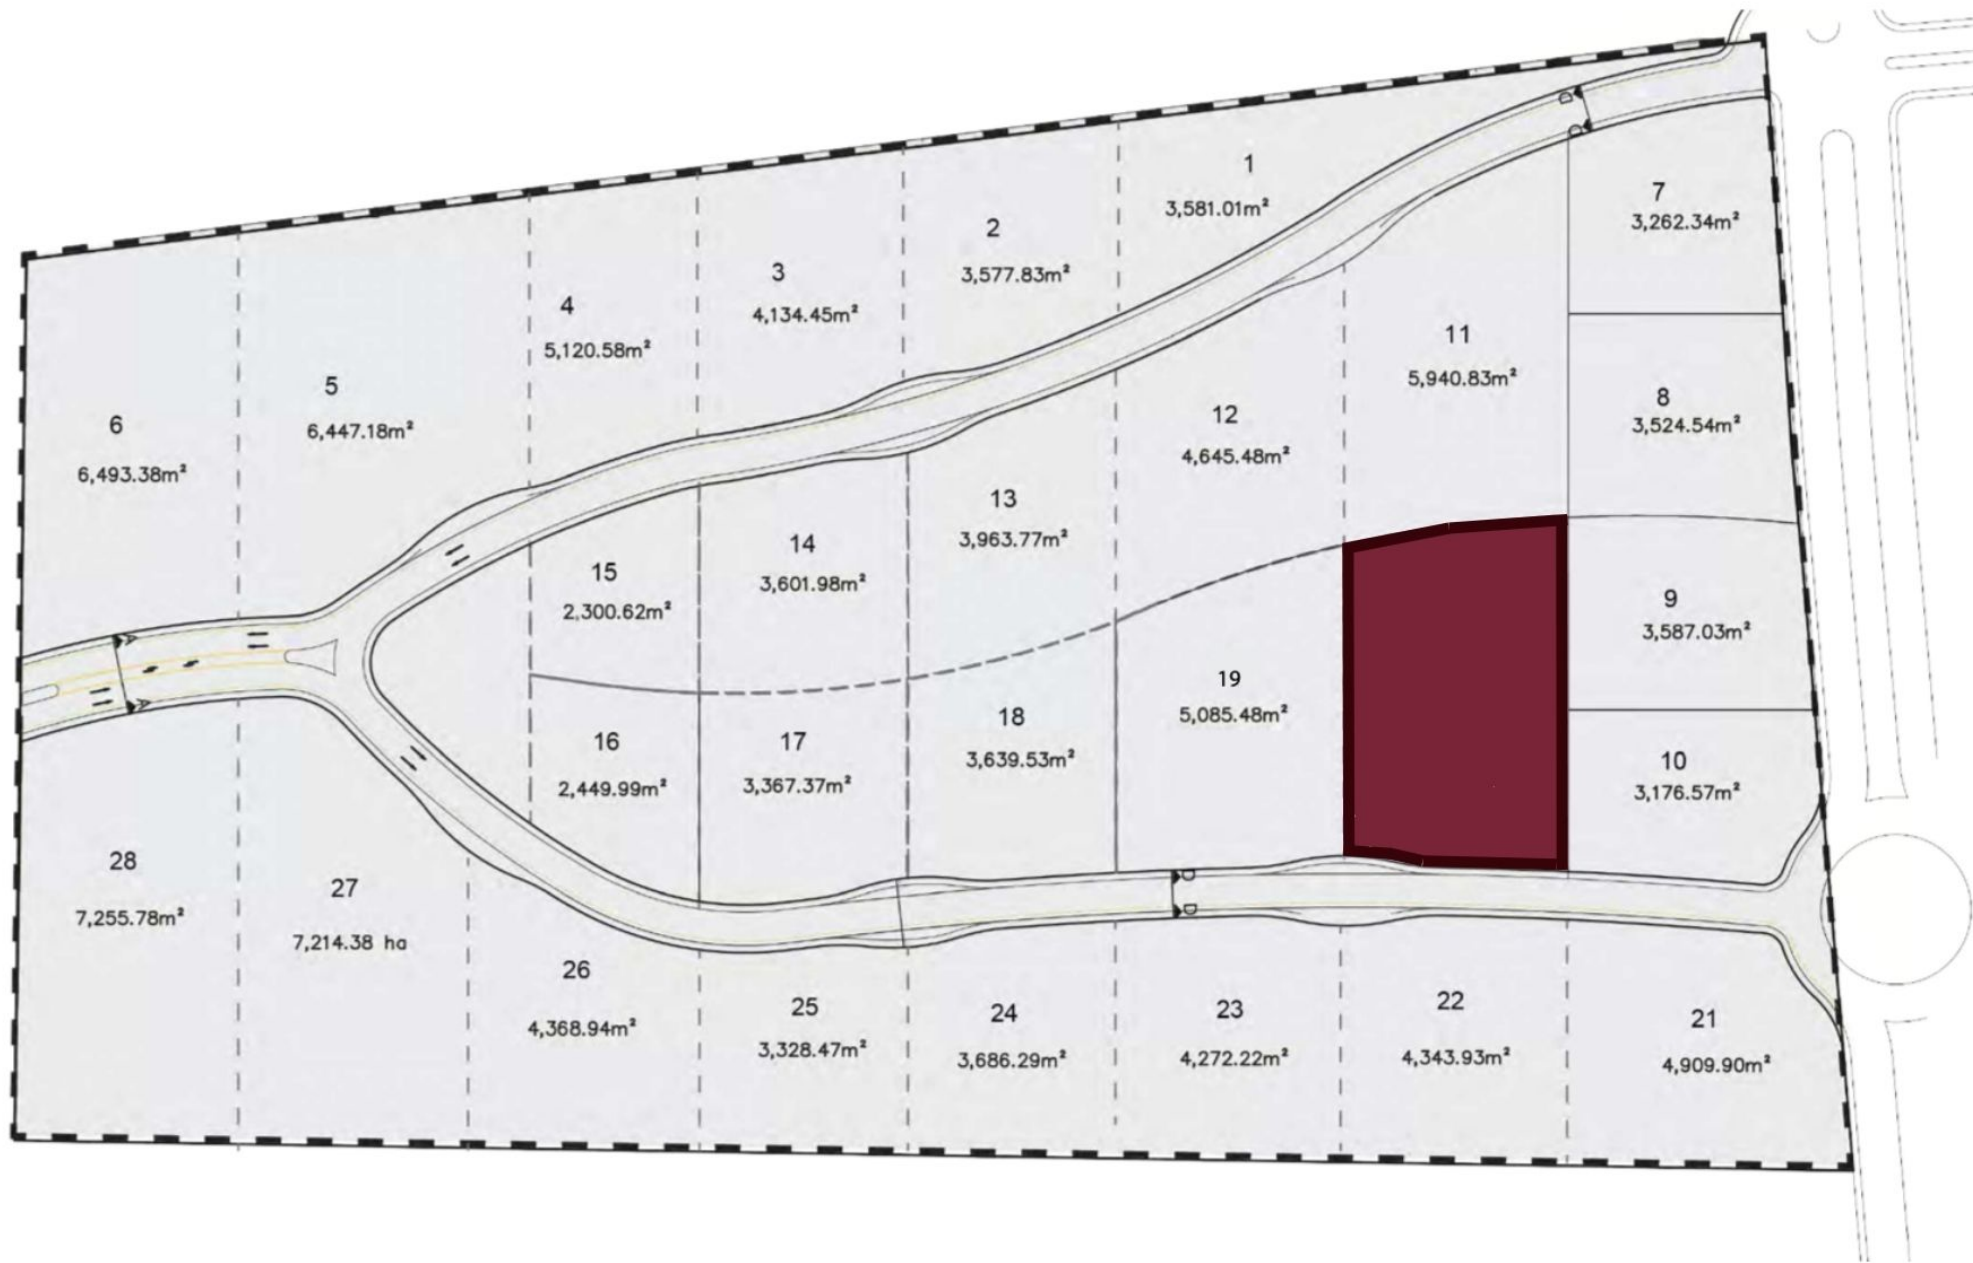 1
3,581.01m²
2
3,577.83m²
3
4,134.45m²
4
5,120.58m²
5
6,447.18m²
6
6,493.38m²
7
3,262.34m²
8
3,524.54m²
9
3,587.03m²
10
3,176.57m²
11
5,940.83m²
12
4,645.48m²
13
3,963.77m²
14
3,601.98m²
15
2,300.62m²
16
2,449.99m²
17
3,367.37m²
18
3,639.53m²
19
5,085.48m²
21
4,909.90m²
22
4,343.93m²
23
4,272.22m²
24
3,686.29m²
25
3,328.47m²
26
4,368.94m²
27
7,214.38 ha
28
7,255.78m²